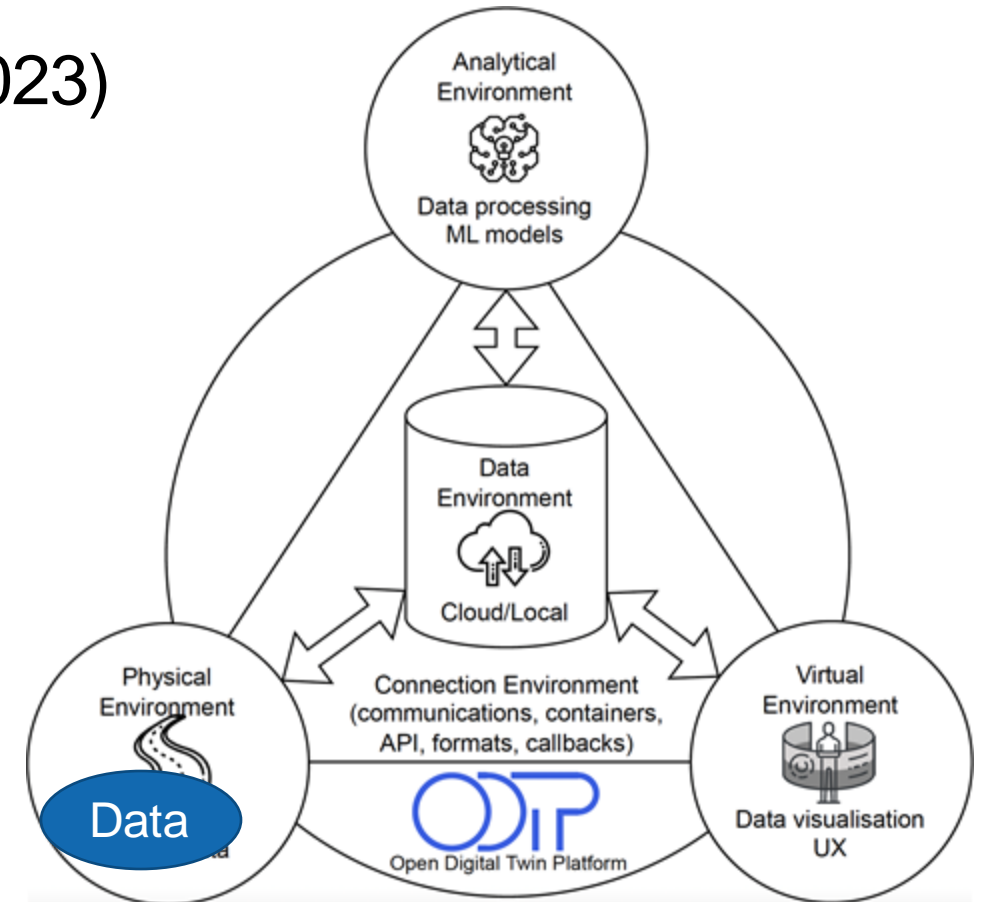 023)
Analytical
Environment
Data processing
ML models
Data
Environment
Cloud/Local
Physical
Environment
Data
Connection Environment
(communications, containers,
API, formats, callbacks)
Virtual
Environment
Data visualisation
UX
ODTP
Open Digital Twin Platform